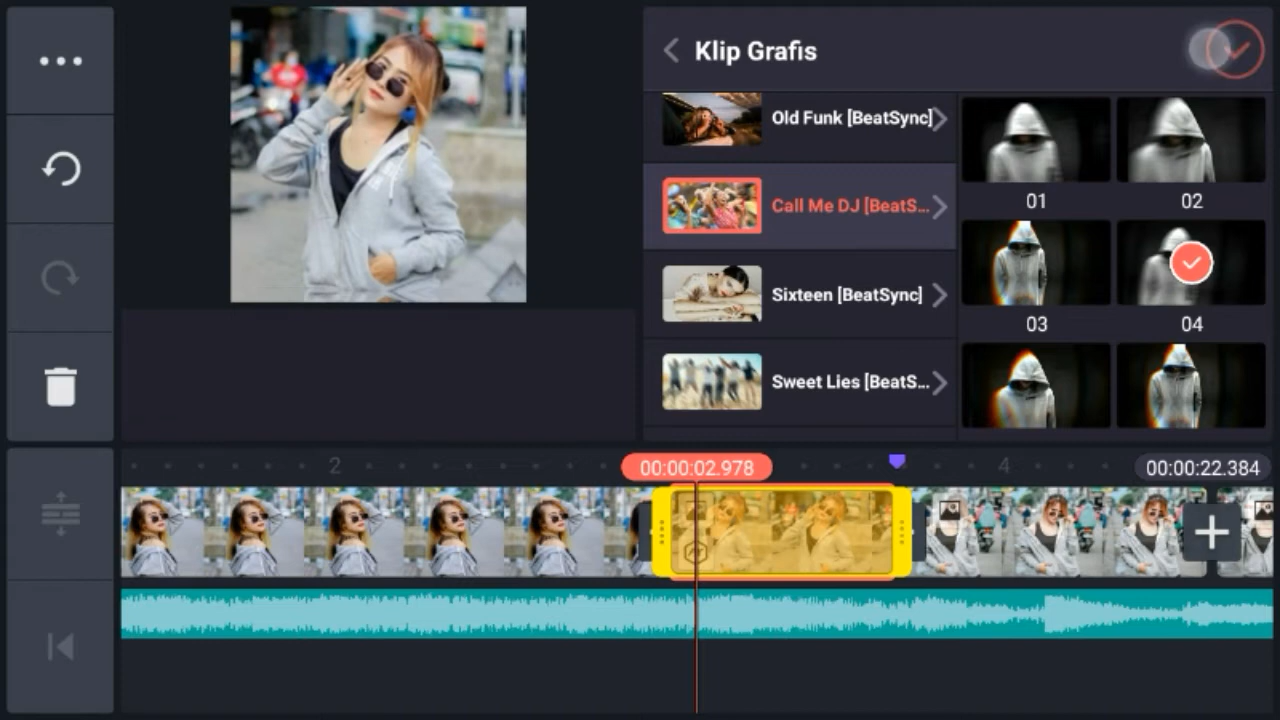 Klip Grafis
Old Funk [BeatSync]
Call Me DJ [BeatS...
Sixteen [BeatSync]
Sweet Lies [BeatS...
01
02
03
04
2
00:00:02.978
4
00:00:22.384